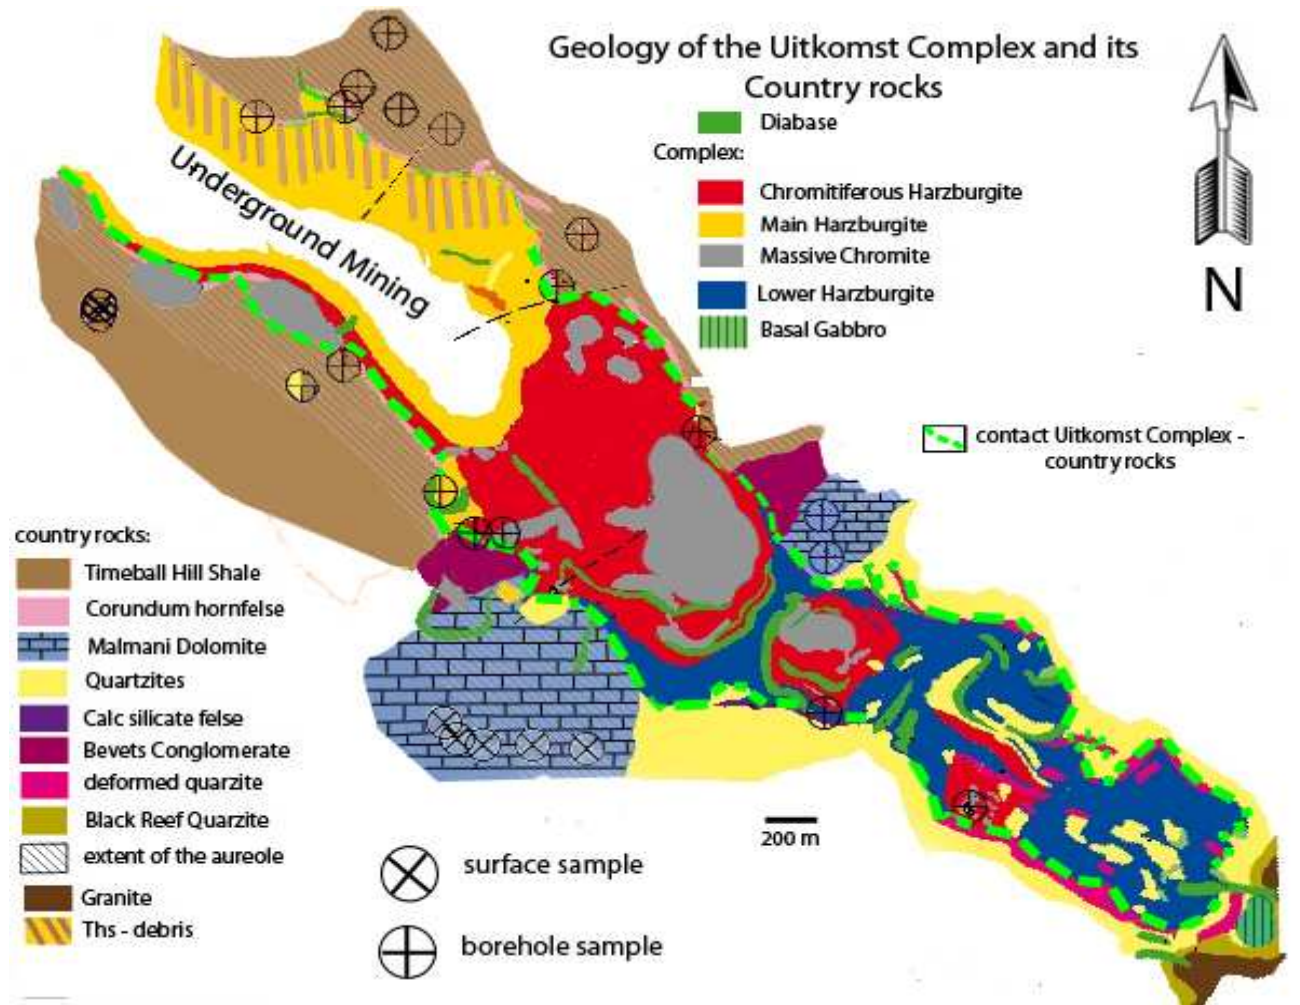 Geology of the Uitkomst Complex and its
Country rocks
Diabase
Complex:
Chromitiferous Harzburgite
Main Harzburgite
Massive Chromite
Lower Harzburgite
Basal Gabbro
N
Underground Mining
contact Uitkomst Complex -
country rocks
country rocks:
Timeball Hill Shale
Corundum hornfelse
Malmani Dolomite
Quartzites
Calc silicate felse
Bevets Conglomerate
deformed quarzite
Black Reef Quarzite
extent of the aureole
Granite
Ths - debris
200 m
surface sample
borehole sample